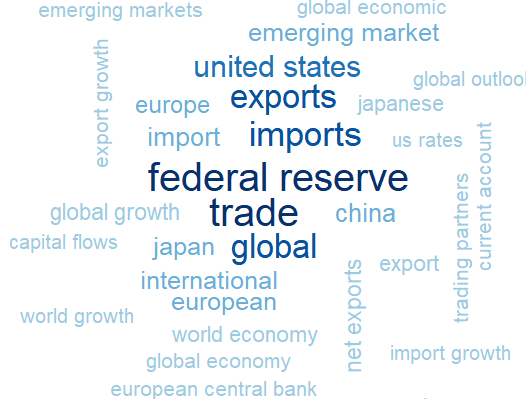 emerging markets
global economic
emerging market
export growth
united states
global outloo
europe
exports
japanese
import
imports
us rates
federal reserve
current account
global growth
trade
china
trading partners
capital flows
japan
global
export
international
european
net exports
world growth
world economy
import growth
global economy
european central bank